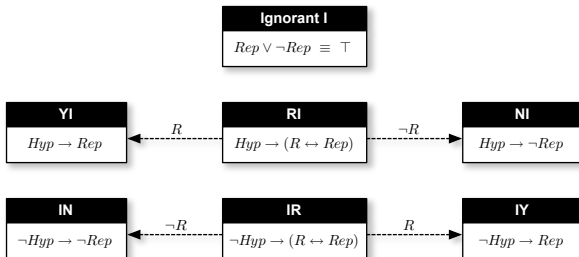 Ignorant I
Rep ∨ ¬Rep ≡ ⊤
YI
Hyp → Rep
R
RI
Hyp → (R ↔ Rep)
¬R
NI
Hyp → ¬Rep
IN
¬Hyp → ¬Rep
¬R
IR
¬Hyp → (R ↔ Rep)
R
IY
¬Hyp → Rep